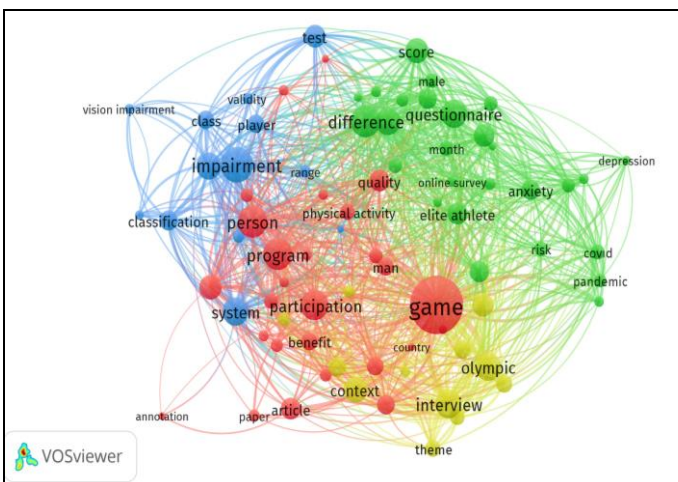 test
score
male
vision impairment
validity
class
player
difference
questionnaire
month
impairment
range
depression
quality
online survey
anxiety
physical activity
elite athlete
classification
person
program
man
risk
covid
pandemic
system
participation
game
benefit
country
olympic
context
interview
annotation
paper
article
theme
VOSviewer